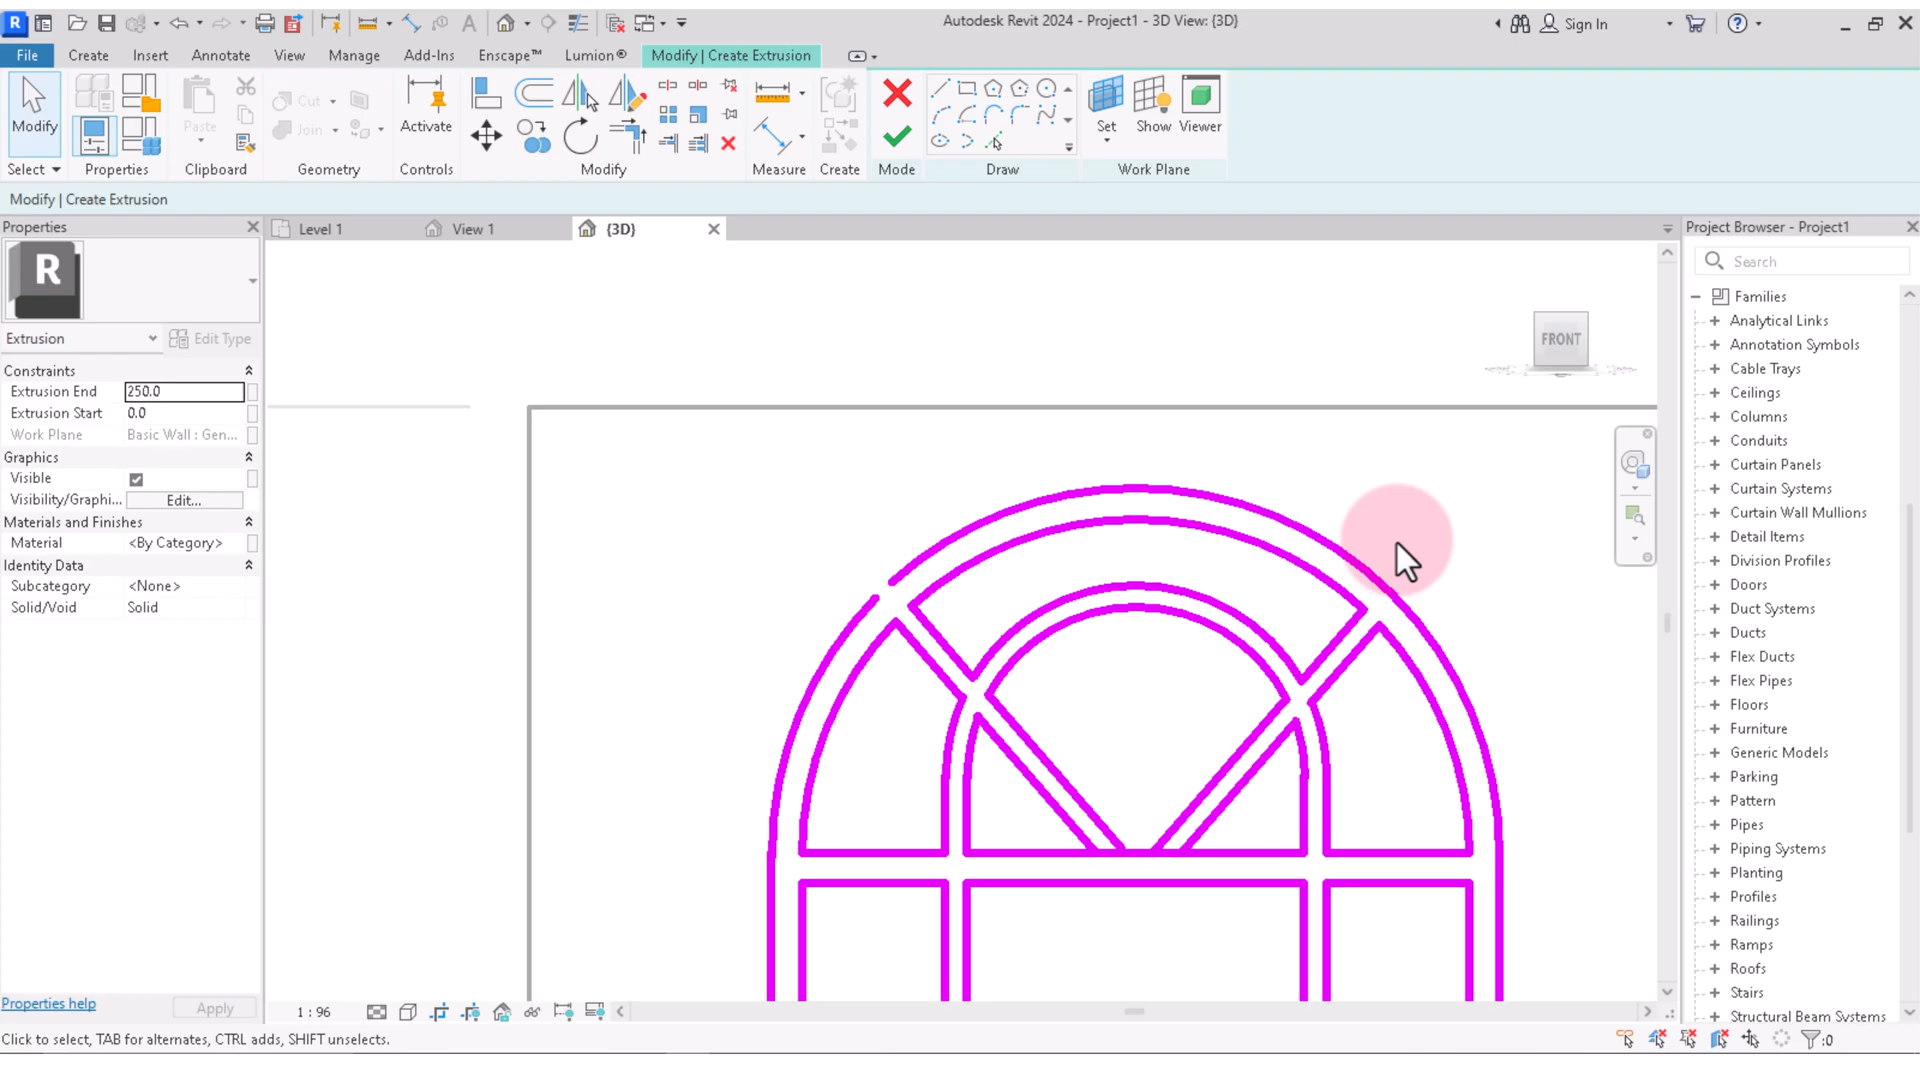 Autodesk Revit 2024 - Project1 - 3D View: {3D}
Sign In
File
Create
Insert
Annotate
View
Manage
Add-Ins
Enscape™
Lumion®
Modify | Create Extrusion
Modify
Paste
Cut
Join
Activate
Set
Show
Viewer
Select
Properties
Clipboard
Geometry
Controls
Modify
Measure
Create
Mode
Draw
Work Plane
Modify | Create Extrusion
Properties
R
Extrusion
Edit Type
Constraints
Extrusion End 250.0
Extrusion Start 0.0
Work Plane Basic Wall : Gen...
Graphics
Visible
Visibility/Graphi... Edit...
Materials and Finishes
Material <By Category>
Identity Data
Subcategory <None>
Solid/Void Solid
Properties help
Apply
Level 1
View 1
{3D}
FRONT
1 : 96
Project Browser - Project1
Search
Families
Analytical Links
Annotation Symbols
Cable Trays
Ceilings
Columns
Conduits
Curtain Panels
Curtain Systems
Curtain Wall Mullions
Detail Items
Division Profiles
Doors
Duct Systems
Ducts
Flex Ducts
Flex Pipes
Floors
Furniture
Generic Models
Parking
Pattern
Pipes
Piping Systems
Planting
Profiles
Railings
Ramps
Roofs
Stairs
Structural Beam Systems
Click to select, TAB for alternates, CTRL adds, SHIFT unselects.
:0